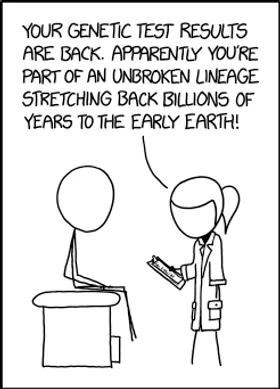 YOUR GENETIC TEST RESULTS
ARE BACK. APPARENTLY YOU'RE
PART OF AN UNBROKEN LINEAGE
STRETCHING BACK BILLIONS OF
YEARS TO THE EARLY EARTH!